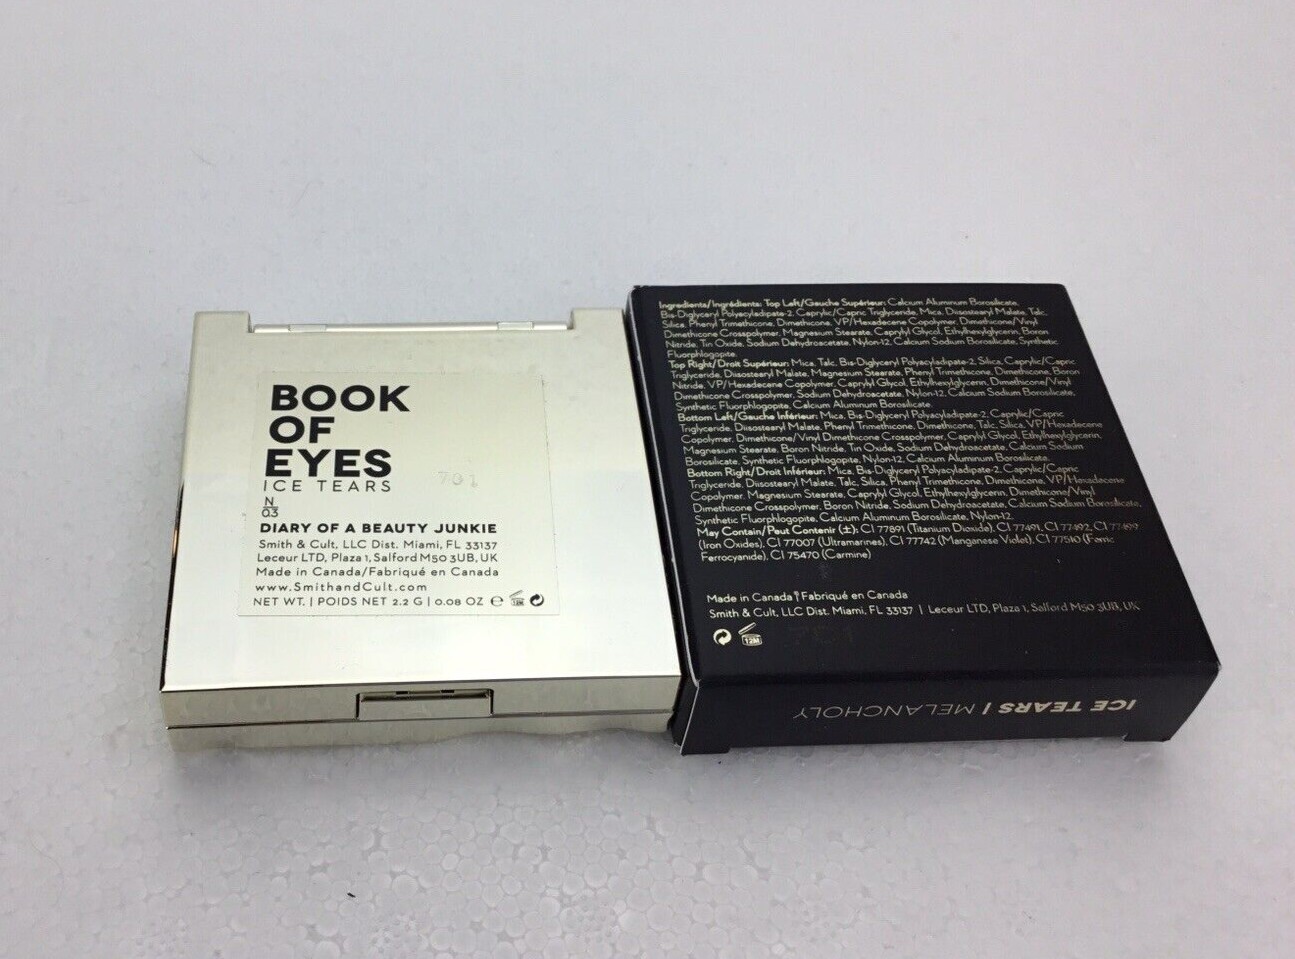 BOOK
OF
EYES
ICE TEARS
N
03
701
DIARY OF A BEAUTY JUNKIE
Smith & Cult, LLC Dist. Miami, FL 33137
Leceur LTD, Plaza 1, Salford M50 3UB, UK
Made in Canada/Fabriqué en Canada
www.SmithandCult.com
NET WT. | POIDS NET 2.2 G | 0.08 OZ e 12M
Ingredients/Ingrédients: Top Left/Gauche Supérieur: Calcium Aluminum Borosilicate,
Bis-Diglyceryl Polyacyladipate-2, Caprylic/Capric Triglyceride, Mica, Diisostearyl Malate, Talc,
Silica, Phenyl Trimethicone, Dimethicone, VP/Hexadecene Copolymer, Dimethicone/Vinyl
Dimethicone Crosspolymer, Magnesium Stearate, Caprylyl Glycol, Ethylhexylglycerin, Boron
Nitride, Tin Oxide, Sodium Dehydroacetate, Nylon-12, Calcium Sodium Borosilicate, Synthetic
Fluorphlogopite.
Top Right/Droit Supérieur: Mica, Talc, Bis-Diglyceryl Polyacyladipate-2, Silica, Caprylic/Capric
Triglyceride, Diisostearyl Malate, Magnesium Stearate, Phenyl Trimethicone, Dimethicone, Boron
Nitride, VP/Hexadecene Copolymer, Caprylyl Glycol, Ethylhexylglycerin, Dimethicone/Vinyl
Dimethicone Crosspolymer, Sodium Dehydroacetate, Nylon-12, Calcium Sodium Borosilicate,
Synthetic Fluorphlogopite, Calcium Aluminum Borosilicate.
Bottom Left/Gauche Inférieur: Mica, Bis-Diglyceryl Polyacyladipate-2, Caprylic/Capric
Triglyceride, Diisostearyl Malate, Phenyl Trimethicone, Dimethicone, Talc, Silica, VP/Hexadecene
Copolymer, Dimethicone/Vinyl Dimethicone Crosspolymer, Caprylyl Glycol, Ethylhexylglycerin,
Magnesium Stearate, Boron Nitride, Tin Oxide, Sodium Dehydroacetate, Calcium Sodium
Borosilicate, Synthetic Fluorphlogopite, Nylon-12, Calcium Aluminum Borosilicate.
Bottom Right/Droit Inférieur: Mica, Bis-Diglyceryl Polyacyladipate-2, Caprylic/Capric
Triglyceride, Diisostearyl Malate, Talc, Silica, Phenyl Trimethicone, Dimethicone, VP/Hexadecene
Copolymer, Magnesium Stearate, Caprylyl Glycol, Ethylhexylglycerin, Dimethicone/Vinyl
Dimethicone Crosspolymer, Boron Nitride, Sodium Dehydroacetate, Calcium Sodium Borosilicate,
Synthetic Fluorphlogopite, Calcium Aluminum Borosilicate, Nylon-12.
May Contain/Peut Contenir (±): CI 77891 (Titanium Dioxide), CI 77491, CI 77492, CI 77499
(Iron Oxides), CI 77007 (Ultramarines), CI 77742 (Manganese Violet), CI 77510 (Ferric
Ferrocyanide), CI 75470 (Carmine)
Made in Canada | Fabriqué en Canada
Smith & Cult, LLC Dist. Miami, FL 33137 | Leceur LTD, Plaza 1, Salford M50 3UB, UK
12M 701
ICE TEARS | MELANCHOLY